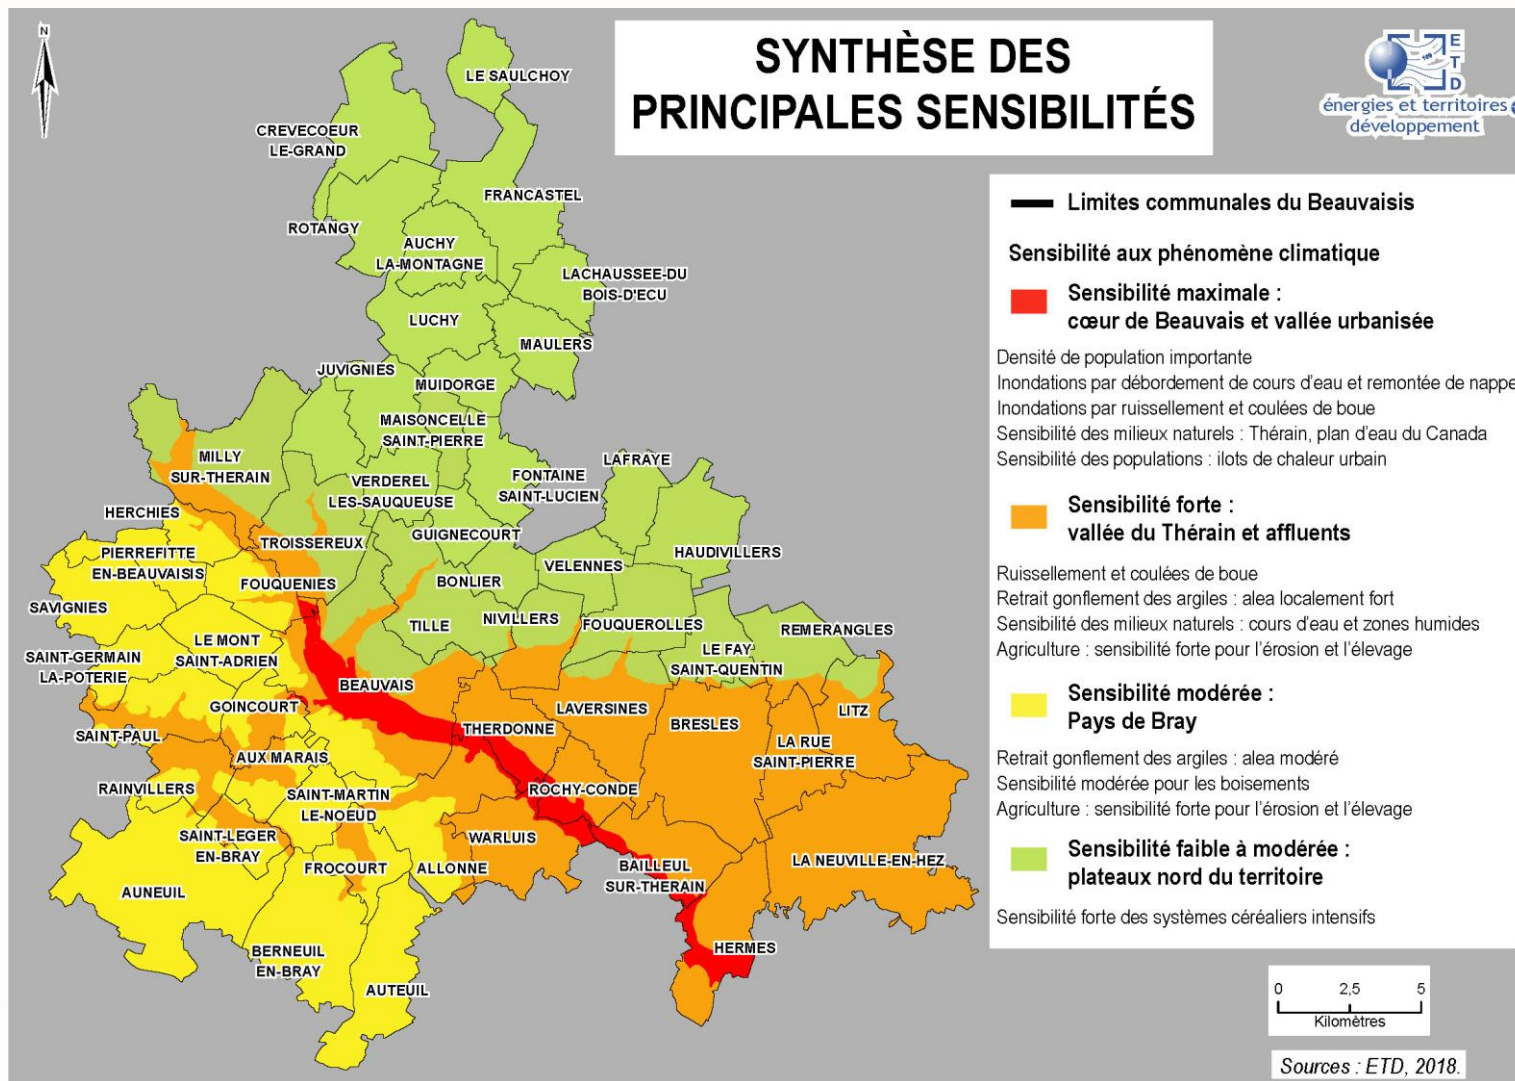 N
SYNTHÈSE DES
PRINCIPALES SENSIBILITÉS
E
T
D
énergies et territoires
développement
LE SAULCHOY
CREVECOEUR
LE-GRAND
FRANCASTEL
ROTANGY
AUCHY
LA-MONTAGNE
LACHAUSSEE-DU
BOIS-D'ECU
LUCHY
MAULERS
JUVIGNIES
MUIDORGE
MAISONCELLE
SAINT-PIERRE
MILLY
SUR-THERAIN
VERDEREL
LES-SAUQUEUSE
FONTAINE
SAINT-LUCIEN
LAFRAYE
HERCHIES
TROISSEREUX
GUIGNECOURT
HAUDIVILLERS
PIERREFITTE
EN-BEAUVAISIS
FOUQUENIES
BONLIER
VELENNES
SAVIGNIES
TILLE
NIVILLERS
FOUQUEROLLES
REMERANGLES
LE MONT
SAINT-ADRIEN
SAINT-GERMAIN
LA-POTERIE
LE FAY
SAINT-QUENTIN
BEAUVAIS
GOINCOURT
LAVERSINES
BRESLES
LITZ
SAINT-PAUL
THERDONNE
LA RUE
SAINT-PIERRE
AUX MARAIS
RAINVILLERS
SAINT-MARTIN
LE-NOEUD
ROCHY-CONDE
SAINT-LEGER
EN-BRAY
WARLUIS
FROCOURT
ALLONNE
BAILLEUL
SUR-THERAIN
LA NEUVILLE-EN-HEZ
AUNEUIL
HERMES
BERNEUIL
EN-BRAY
AUTEUIL
Limites communales du Beauvaisis
Sensibilité aux phénomène climatique
Sensibilité maximale :
cœur de Beauvais et vallée urbanisée
Densité de population importante
Inondations par débordement de cours d'eau et remontée de nappe
Inondations par ruissellement et coulées de boue
Sensibilité des milieux naturels : Thérain, plan d'eau du Canada
Sensibilité des populations : ilots de chaleur urbain
Sensibilité forte :
vallée du Thérain et affluents
Ruissellement et coulées de boue
Retrait gonflement des argiles : alea localement fort
Sensibilité des milieux naturels : cours d'eau et zones humides
Agriculture : sensibilité forte pour l'érosion et l'élevage
Sensibilité modérée :
Pays de Bray
Retrait gonflement des argiles : alea modéré
Sensibilité modérée pour les boisements
Agriculture : sensibilité forte pour l'érosion et l'élevage
Sensibilité faible à modérée :
plateaux nord du territoire
Sensibilité forte des systèmes céréaliers intensifs
0 2,5 5
Kilomètres
Sources : ETD, 2018.